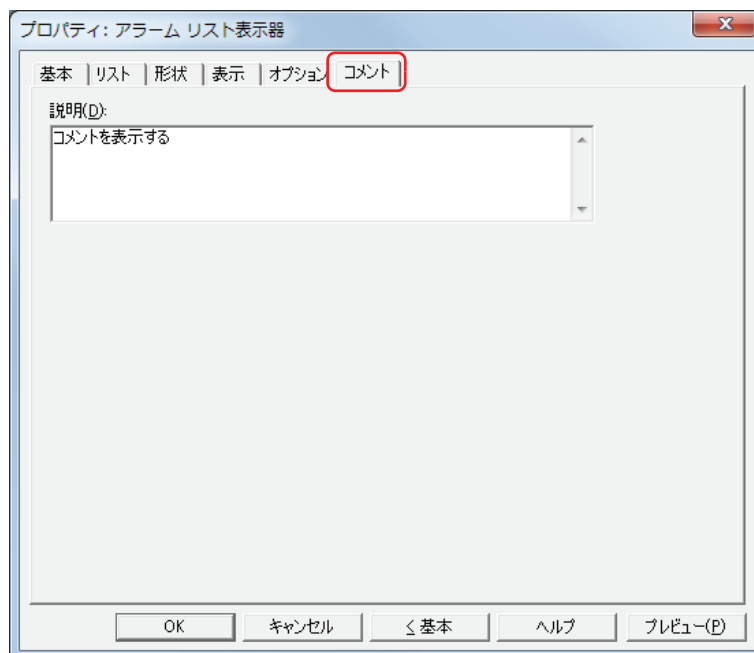 プロパティ: アラーム リスト表示器
基本 リスト 形状 表示 オプション コメント
説明(D):
コメントを表示する
OK キャンセル < 基本 ヘルプ プレビュー(P)